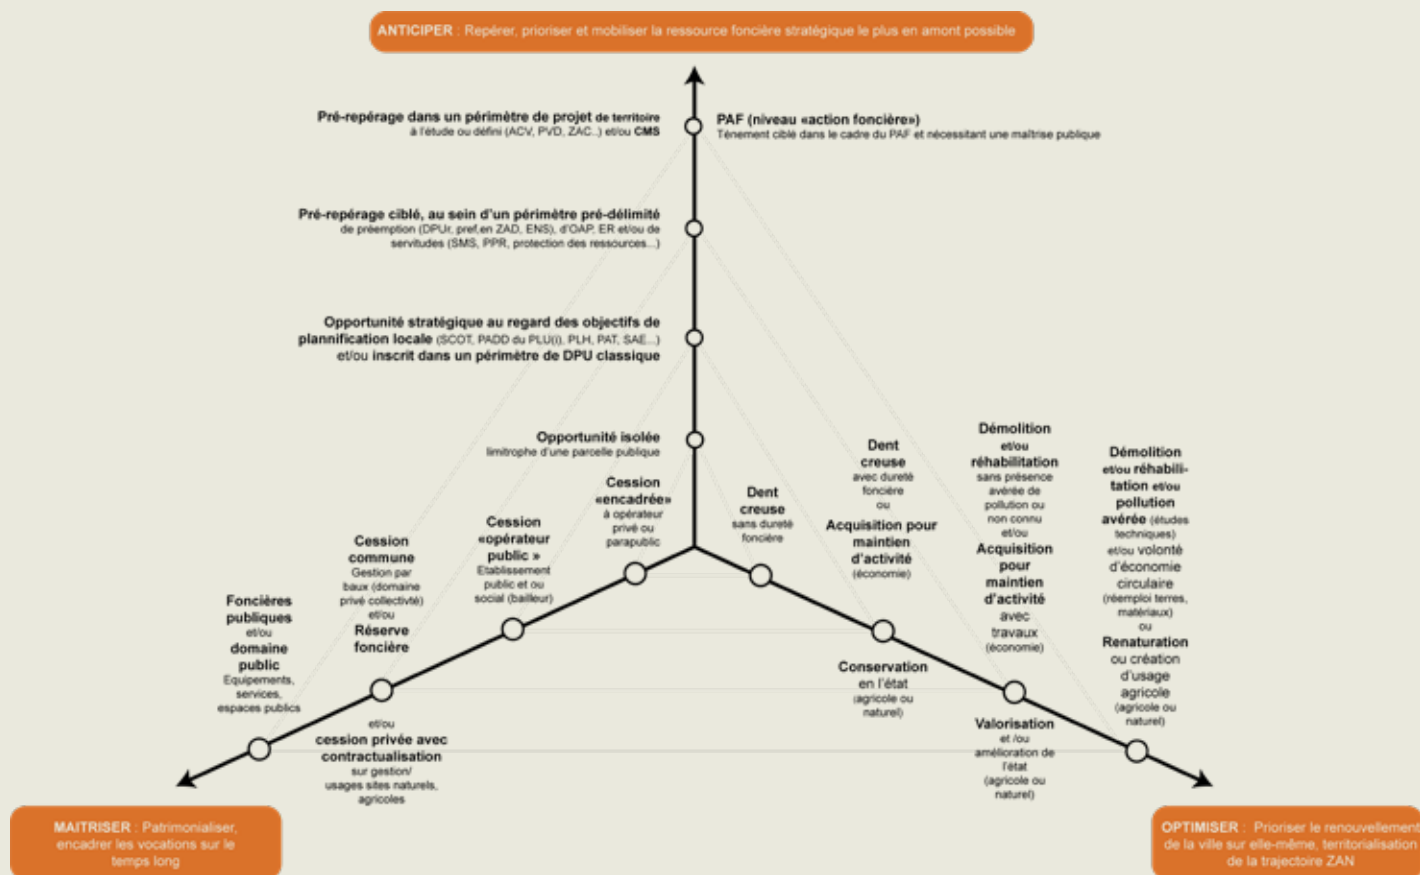 ANTICIPER : Repérer, prioriser et mobiliser la ressource foncière stratégique le plus en amont possible
Pré-repérage dans un périmètre de projet de territoire
à l'étude ou défini (ACV, PVD, ZAC..) et/ou CMS
PAF (niveau «action foncière»)
Ténement ciblé dans le cadre du PAF et nécessitant une maîtrise publique
Pré-repérage ciblé, au sein d'un périmètre pré-délimité
de préemption (DPUr, pref,en ZAD, ENS), d'OAP, ER et/ou de
servitudes (SMS, PPR, protection des ressources...)
Opportunité stratégique au regard des objectifs de
plannification locale (SCOT, PADD du PLU(i), PLH, PAT, SAE...)
et/ou inscrit dans un périmètre de DPU classique
Opportunité isolée
limitrophe d'une parcelle publique
Cession
«encadrée»
à opérateur
privé ou
parapublic
Cession
«opérateur
public »
Etablissement
public et ou
social (bailleur)
Cession
commune
Gestion par
baux (domaine
privé collectivté)
et/ou
Réserve
foncière
et/ou
cession privée avec
contractualisation
sur gestion/
usages sites naturels,
agricoles
Foncières
publiques
et/ou
domaine
public
Equipements,
services,
espaces publics
Dent
creuse
sans dureté
foncière
Dent
creuse
avec dureté
foncière
ou
Acquisition pour
maintien
d'activité
(économie)
Conservation
en l'état
(agricole ou
naturel)
Démolition
et/ou
réhabilitation
sans présence
avérée de
pollution ou
non connu
et/ou
Acquisition
pour
maintien
d'activité
avec
travaux
(économie)
Valorisation
et /ou
amélioration de
l'état
(agricole ou
naturel)
Démolition
et/ou réhabili-
tation et/ou
pollution
avérée (études
techniques)
et/ou volonté
d'économie
circulaire
(réemploi terres,
matériaux)
ou
Renaturation
ou création
d'usage
agricole
(agricole ou
naturel)
MAITRISER : Patrimonialiser,
encadrer les vocations sur le
temps long
OPTIMISER : Prioriser le renouvellement
de la ville sur elle-même, territorialisation
de la trajectoire ZAN